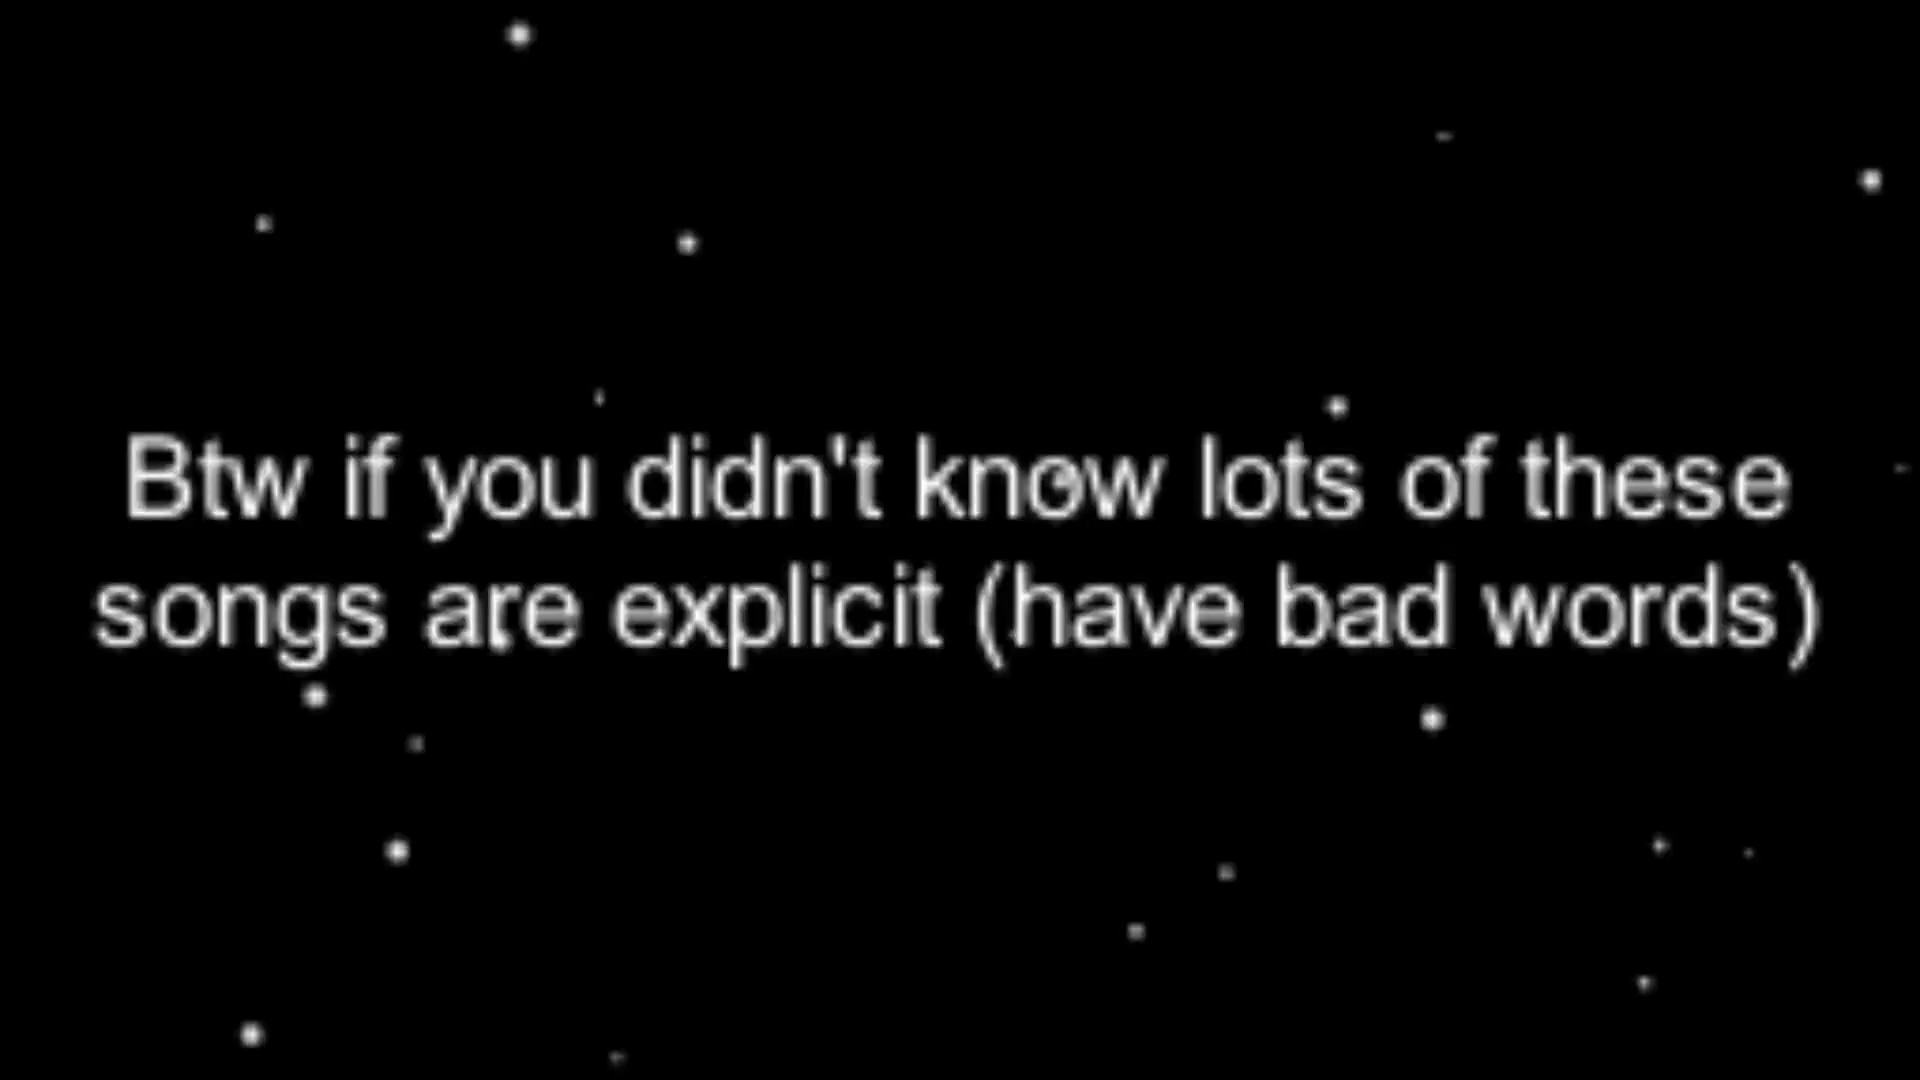 Btw if you didn't know lots of these
songs are explicit (have bad words)